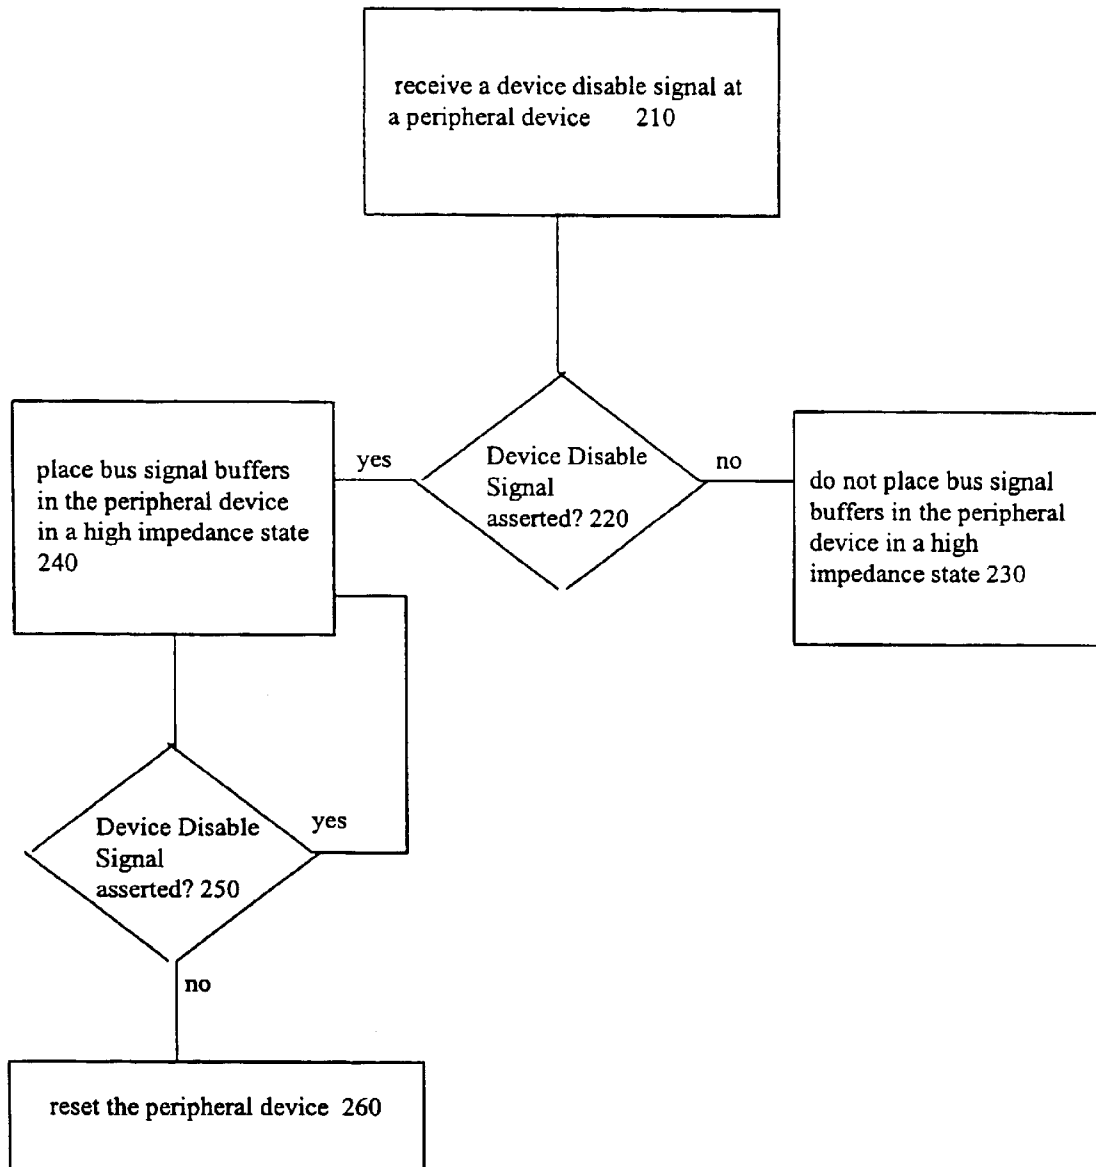 receive a device disable signal at
a peripheral device 210
Device Disable
Signal
asserted? 220
yes
no
place bus signal buffers
in the peripheral device
in a high impedance state
240
do not place bus signal
buffers in the peripheral
device in a high
impedance state 230
Device Disable
Signal
asserted? 250
yes
no
reset the peripheral device 260